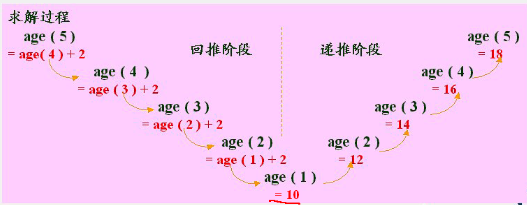 求解过程
age ( 5 )
= age( 4 ) + 2
age ( 4 )
= age ( 3 ) + 2
age ( 3 )
= age ( 2 ) + 2
age ( 2 )
= age ( 1 ) + 2
age ( 1 )
= 10
回推阶段
递推阶段
age ( 2 )
= 12
age ( 3 )
= 14
age ( 4 )
= 16
age ( 5 )
= 18